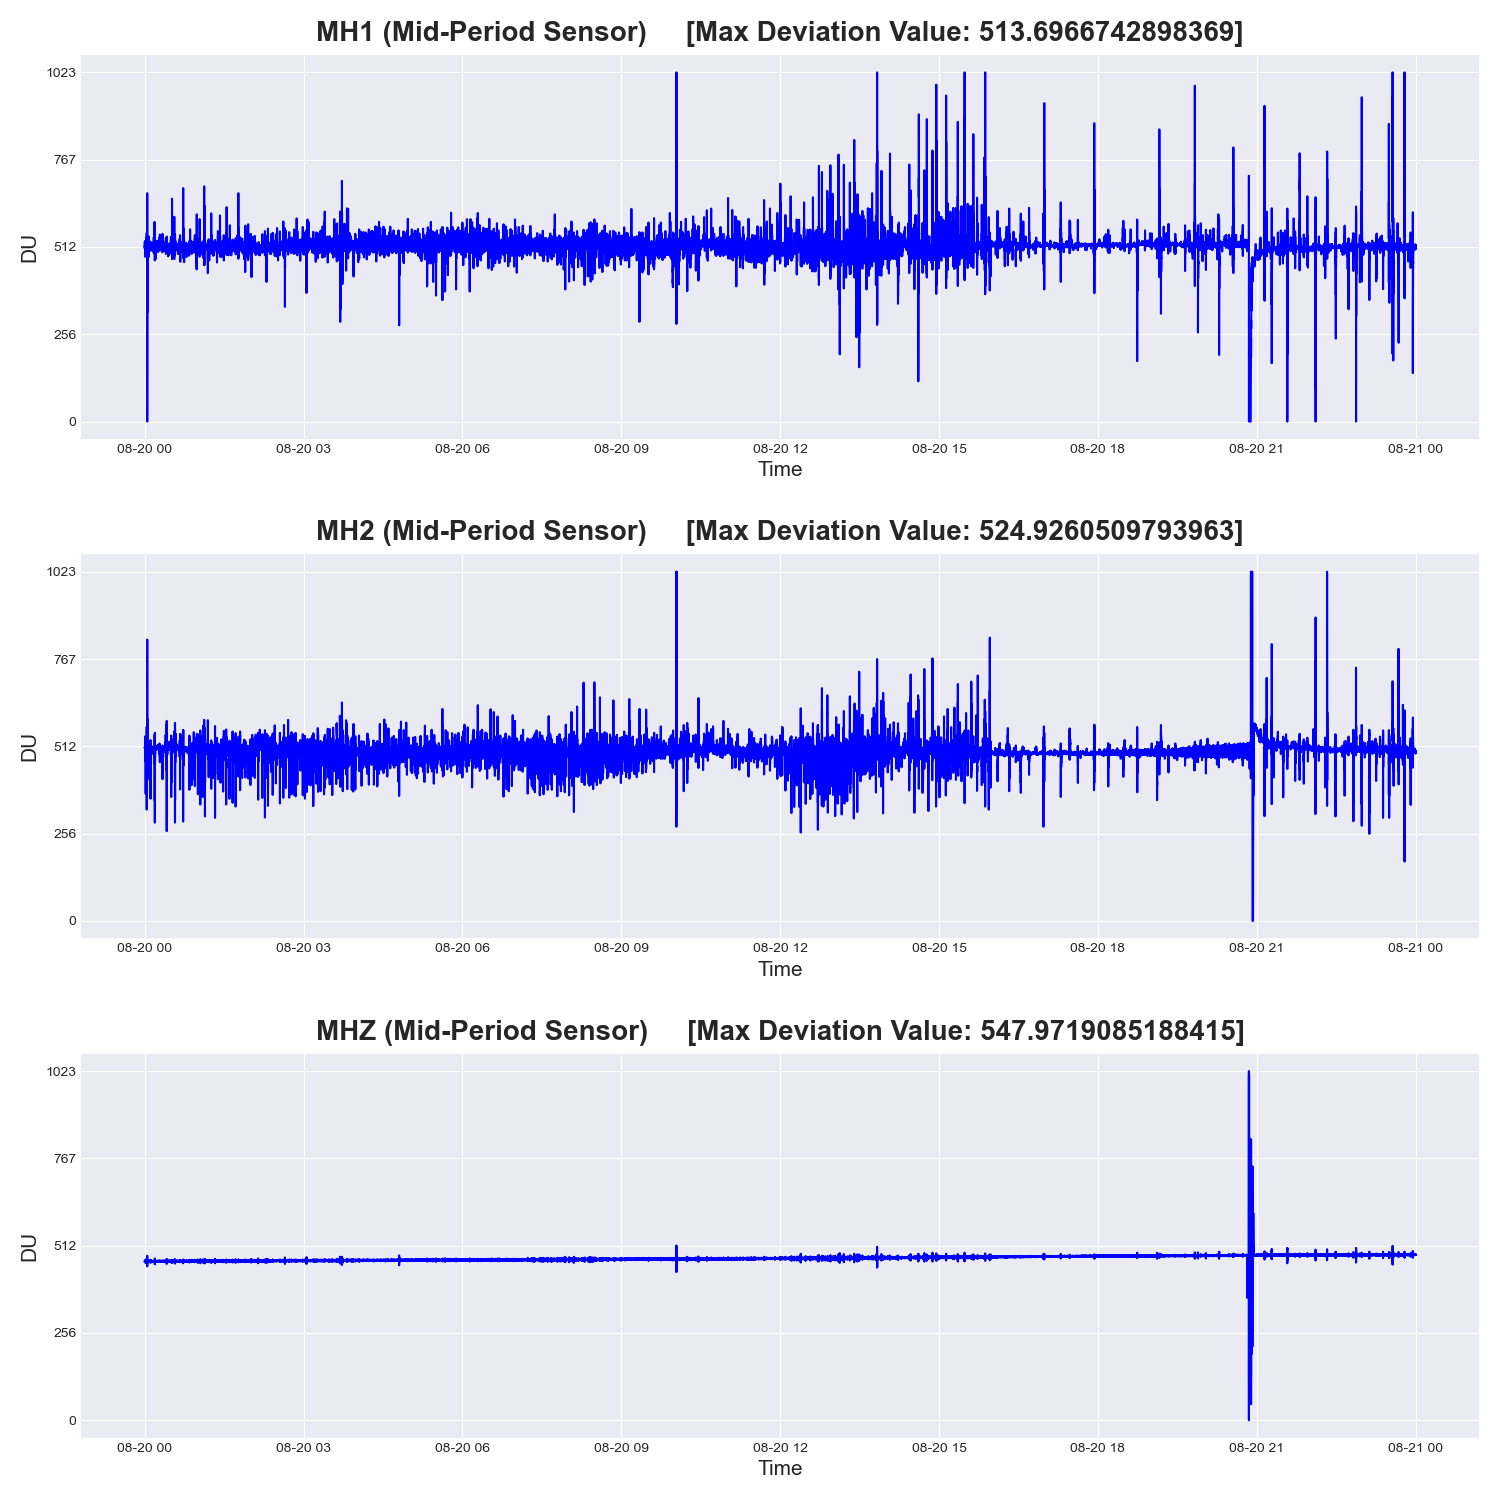 MH1 (Mid-Period Sensor) [Max Deviation Value: 513.6966742898369]
1023
767
512
256
0
DU
08-20 00 08-20 03 08-20 06 08-20 09 08-20 12 08-20 15 08-20 18 08-20 21 08-21 00
Time
MH2 (Mid-Period Sensor) [Max Deviation Value: 524.9260509793963]
1023
767
512
256
0
DU
08-20 00 08-20 03 08-20 06 08-20 09 08-20 12 08-20 15 08-20 18 08-20 21 08-21 00
Time
MHZ (Mid-Period Sensor) [Max Deviation Value: 547.9719085188415]
1023
767
512
256
0
DU
08-20 00 08-20 03 08-20 06 08-20 09 08-20 12 08-20 15 08-20 18 08-20 21 08-21 00
Time